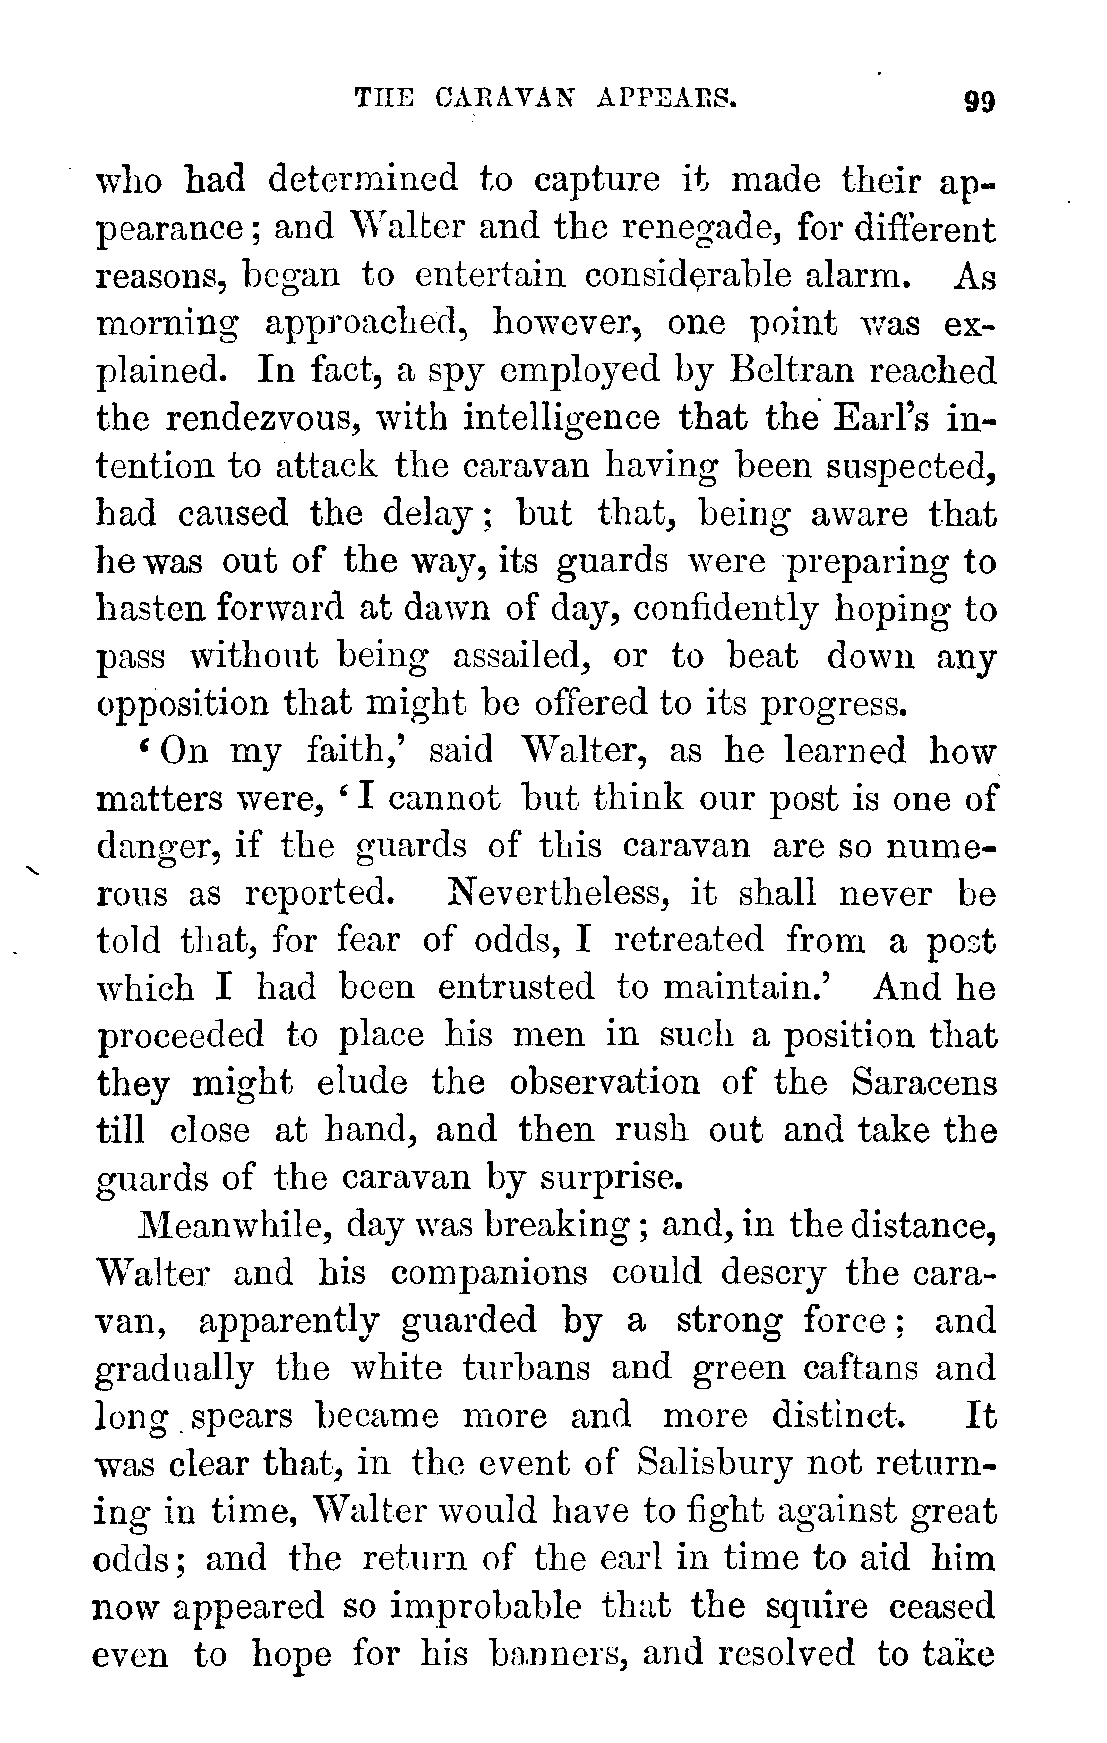 THE CARAVAN APPEARS. 99
who had determined to capture it made their ap-
pearance; and Walter and the renegade, for different
reasons, began to entertain considerable alarm. As
morning approached, however, one point was ex-
plained. In fact, a spy employed by Beltran reached
the rendezvous, with intelligence that the Earl's in-
tention to attack the caravan having been suspected,
had caused the delay; but that, being aware that
he was out of the way, its guards were preparing to
hasten forward at dawn of day, confidently hoping to
pass without being assailed, or to beat down any
opposition that might be offered to its progress.
'On my faith,' said Walter, as he learned how
matters were, 'I cannot but think our post is one of
danger, if the guards of this caravan are so nume-
rous as reported. Nevertheless, it shall never be
told that, for fear of odds, I retreated from a post
which I had been entrusted to maintain.' And he
proceeded to place his men in such a position that
they might elude the observation of the Saracens
till close at hand, and then rush out and take the
guards of the caravan by surprise.
Meanwhile, day was breaking; and, in the distance,
Walter and his companions could descry the cara-
van, apparently guarded by a strong force; and
gradually the white turbans and green caftans and
long spears became more and more distinct. It
was clear that, in the event of Salisbury not return-
ing in time, Walter would have to fight against great
odds; and the return of the earl in time to aid him
now appeared so improbable that the squire ceased
even to hope for his banners, and resolved to take